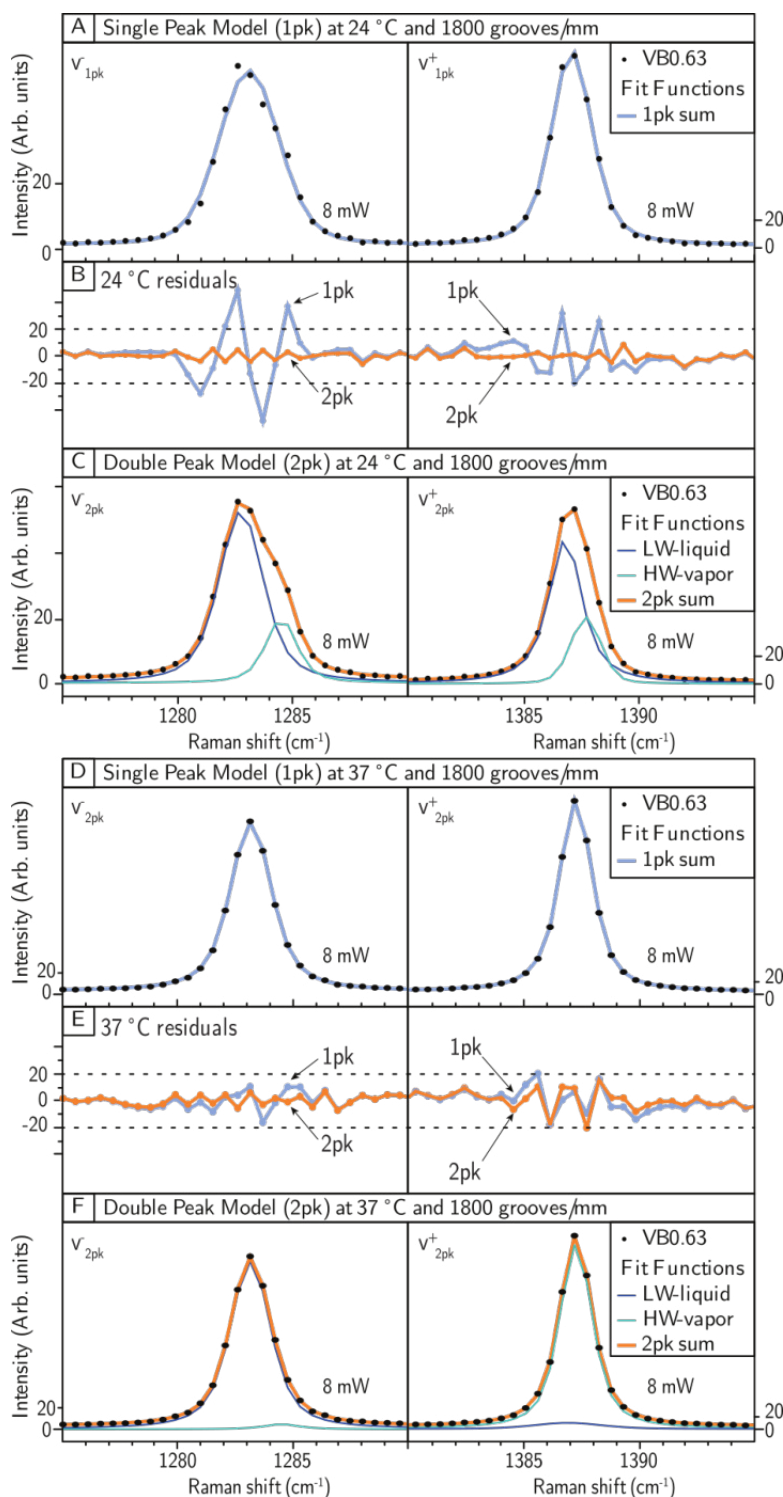 A Single Peak Model (1pk) at 24 °C and 1800 grooves/mm
ν-1pk
ν+1pk
VB0.63
Fit Functions
1pk sum
Intensity (Arb. units)
20
0
8 mW
8 mW
20
0
B 24 °C residuals
1pk
2pk
1pk
2pk
20
0
-20
C Double Peak Model (2pk) at 24 °C and 1800 grooves/mm
ν-2pk
ν+2pk
VB0.63
Fit Functions
LW-liquid
HW-vapor
2pk sum
Intensity (Arb. units)
20
0
8 mW
8 mW
20
0
1280 1285 1385 1390
Raman shift (cm-1) Raman shift (cm-1)
D Single Peak Model (1pk) at 37 °C and 1800 grooves/mm
ν-2pk
ν+2pk
VB0.63
Fit Functions
1pk sum
Intensity (Arb. units)
20
0
8 mW
8 mW
20
0
E 37 °C residuals
1pk
2pk
1pk
2pk
20
0
-20
F Double Peak Model (2pk) at 37 °C and 1800 grooves/mm
ν-2pk
ν+2pk
VB0.63
Fit Functions
LW-liquid
HW-vapor
2pk sum
Intensity (Arb. units)
20
0
8 mW
8 mW
20
0
1280 1285 1385 1390
Raman shift (cm-1) Raman shift (cm-1)